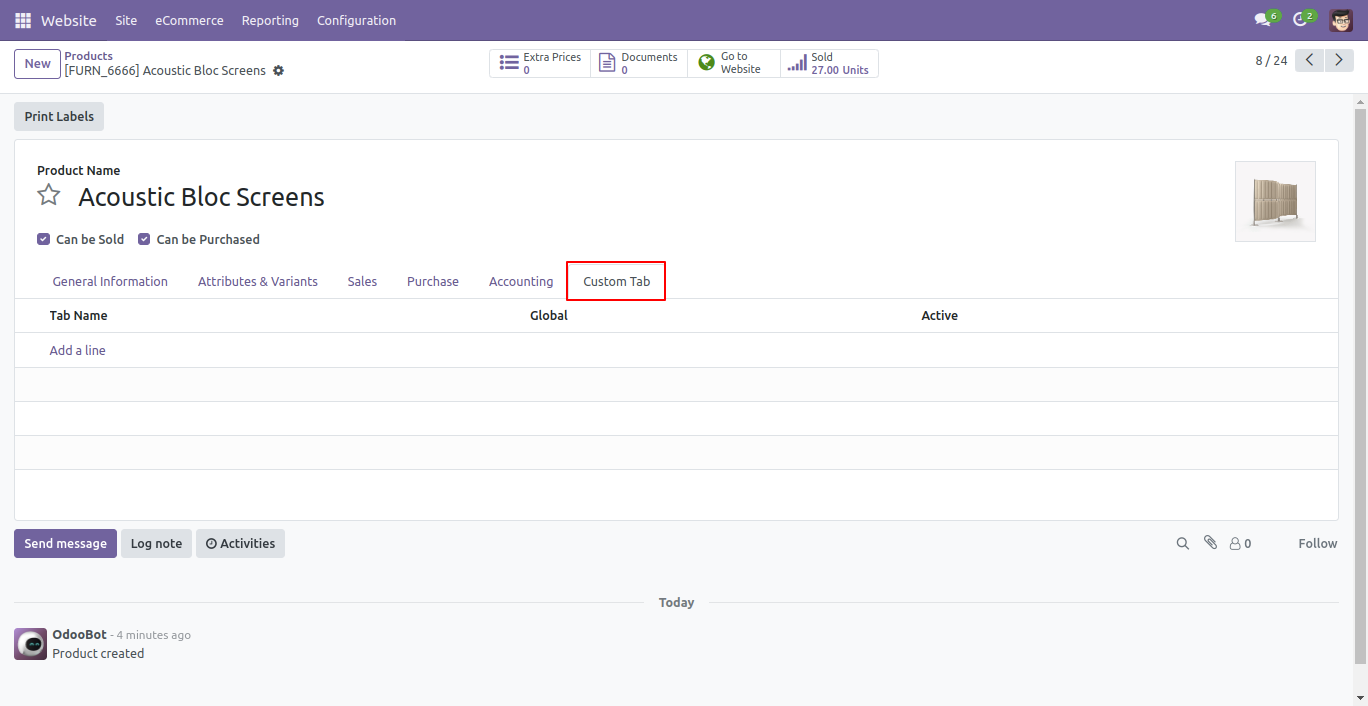 Website Site eCommerce Reporting Configuration 6 2
New Products
[FURN_6666] Acoustic Bloc Screens
Extra Prices
0
Documents
0
Go to
Website
Sold
27.00 Units
8 / 24
Print Labels
Product Name
Acoustic Bloc Screens
Can be Sold Can be Purchased
General Information Attributes & Variants Sales Purchase Accounting Custom Tab
Tab Name Global Active
Add a line
Send message Log note Activities 0 Follow
Today
OdooBot - 4 minutes ago
Product created